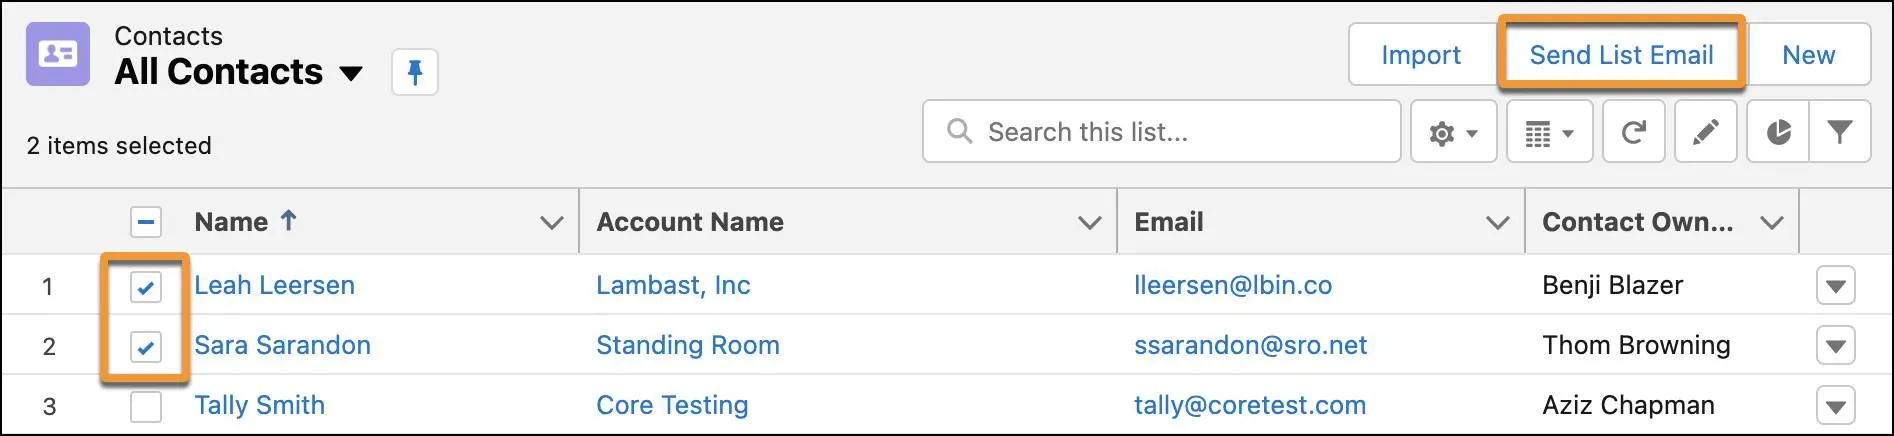 Contacts
All Contacts
Import Send List Email New
2 items selected
Search this list...
Name Account Name Email Contact Own...
1 Leah Leersen Lambast, Inc lleersen@lbin.co Benji Blazer
2 Sara Sarandon Standing Room ssarandon@sro.net Thom Browning
3 Tally Smith Core Testing tally@coretest.com Aziz Chapman